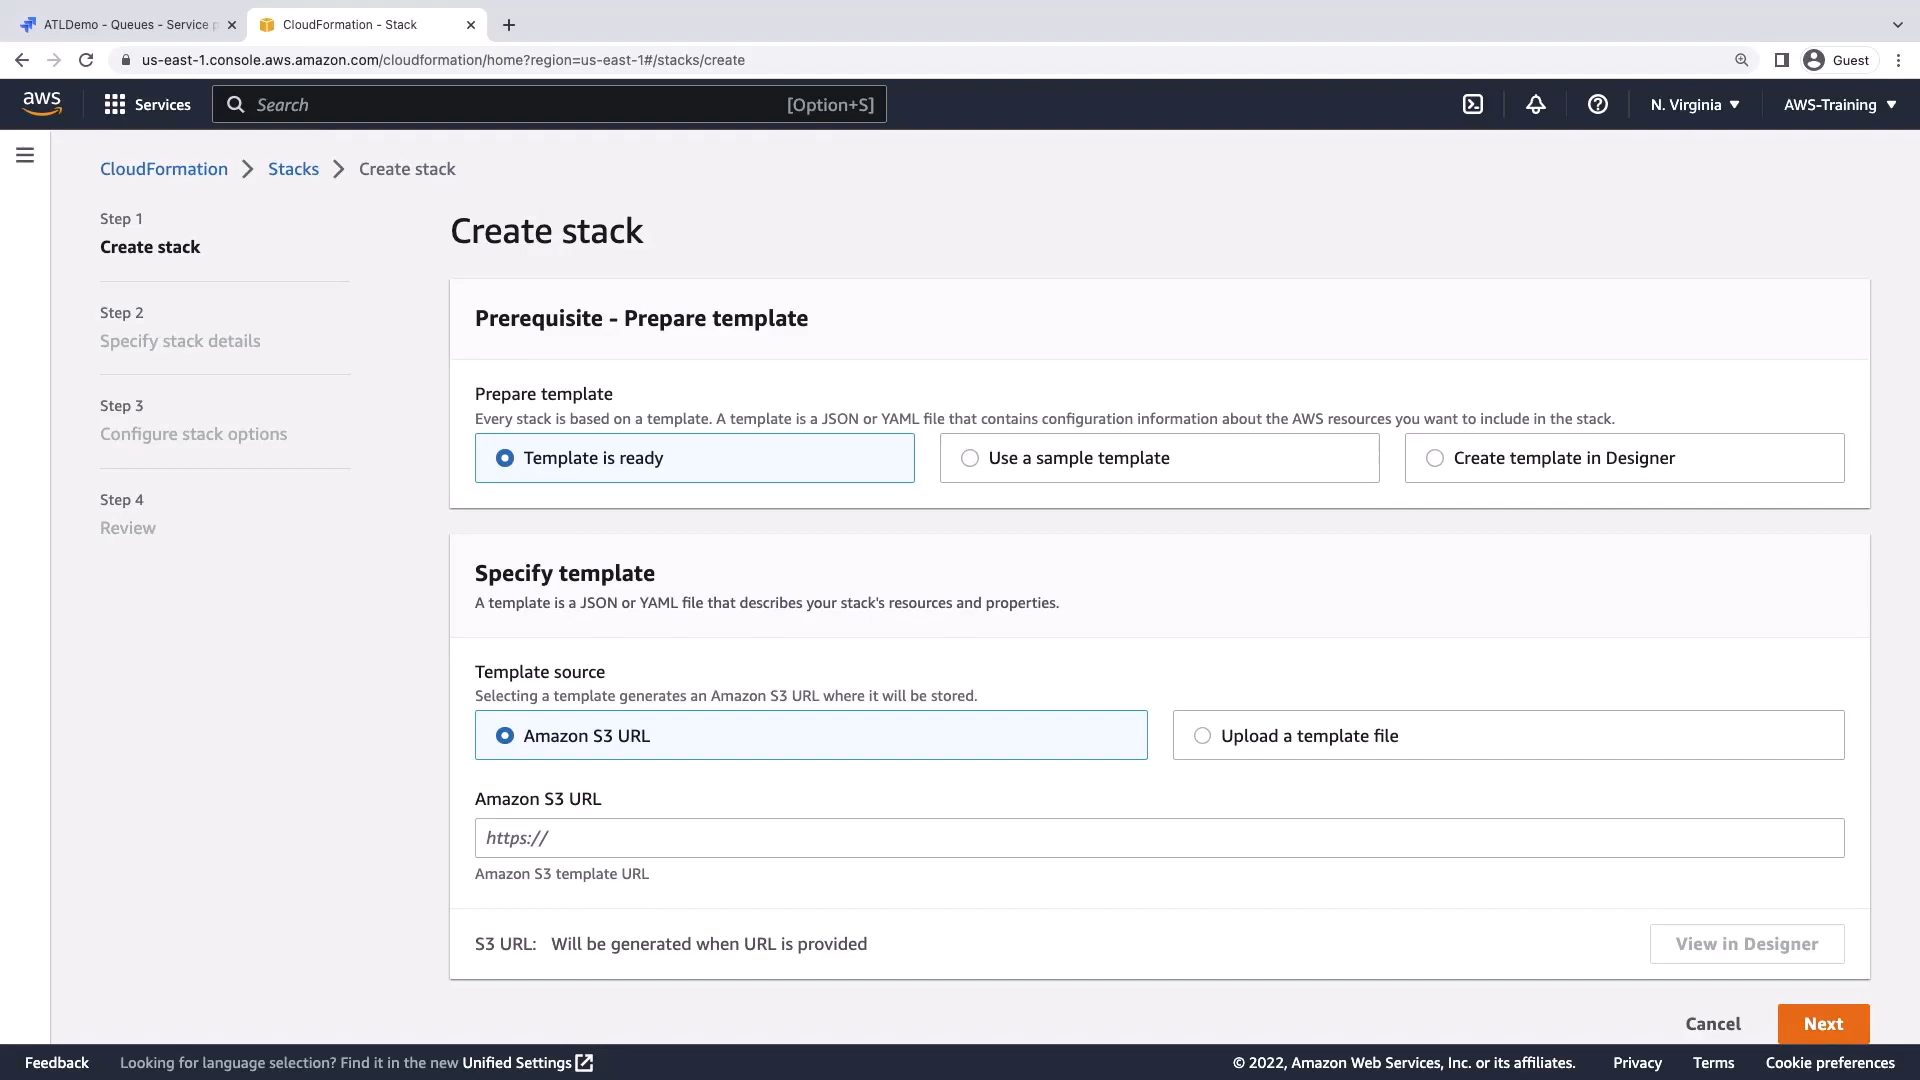 ATLDemo - Queues - Service p
CloudFormation - Stack
us-east-1.console.aws.amazon.com/cloudformation/home?region=us-east-1#/stacks/create
Guest
aws
Services
Search
[Option+S]
N. Virginia
AWS-Training
CloudFormation
Stacks
Create stack
Step 1
Create stack
Step 2
Specify stack details
Step 3
Configure stack options
Step 4
Review
Create stack
Prerequisite - Prepare template
Prepare template
Every stack is based on a template. A template is a JSON or YAML file that contains configuration information about the AWS resources you want to include in the stack.
Template is ready
Use a sample template
Create template in Designer
Specify template
A template is a JSON or YAML file that describes your stack's resources and properties.
Template source
Selecting a template generates an Amazon S3 URL where it will be stored.
Amazon S3 URL
Upload a template file
Amazon S3 URL
https://
Amazon S3 template URL
S3 URL: Will be generated when URL is provided
View in Designer
Cancel
Next
Feedback
Looking for language selection? Find it in the new Unified Settings
© 2022, Amazon Web Services, Inc. or its affiliates.
Privacy
Terms
Cookie preferences